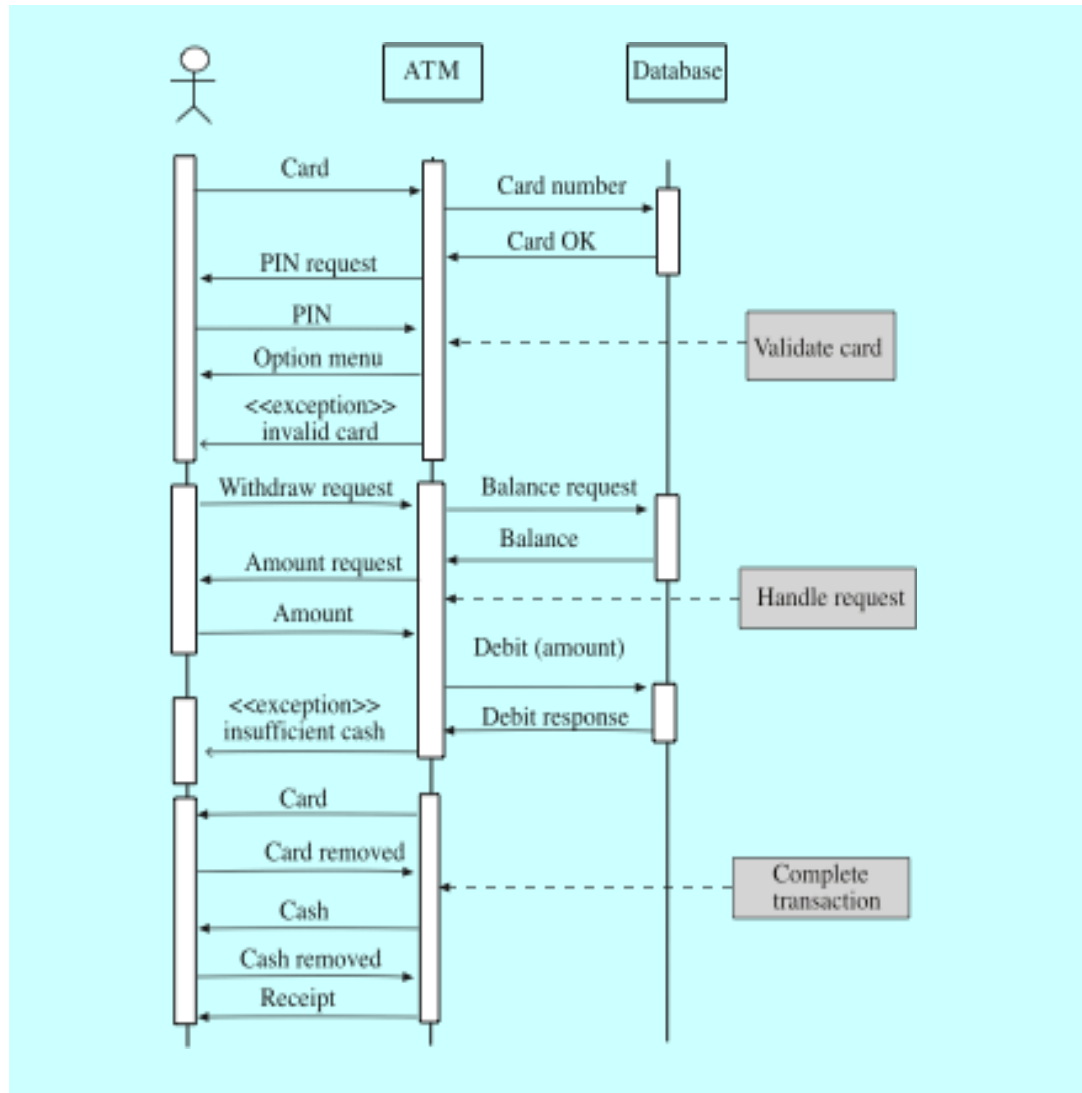 ATM
Database
Card
Card number
Card OK
PIN request
PIN
Validate card
Option menu
<<exception>>
invalid card
Withdraw request
Balance request
Balance
Amount request
Handle request
Amount
Debit (amount)
<<exception>>
insufficient cash
Debit response
Card
Card removed
Complete
transaction
Cash
Cash removed
Receipt